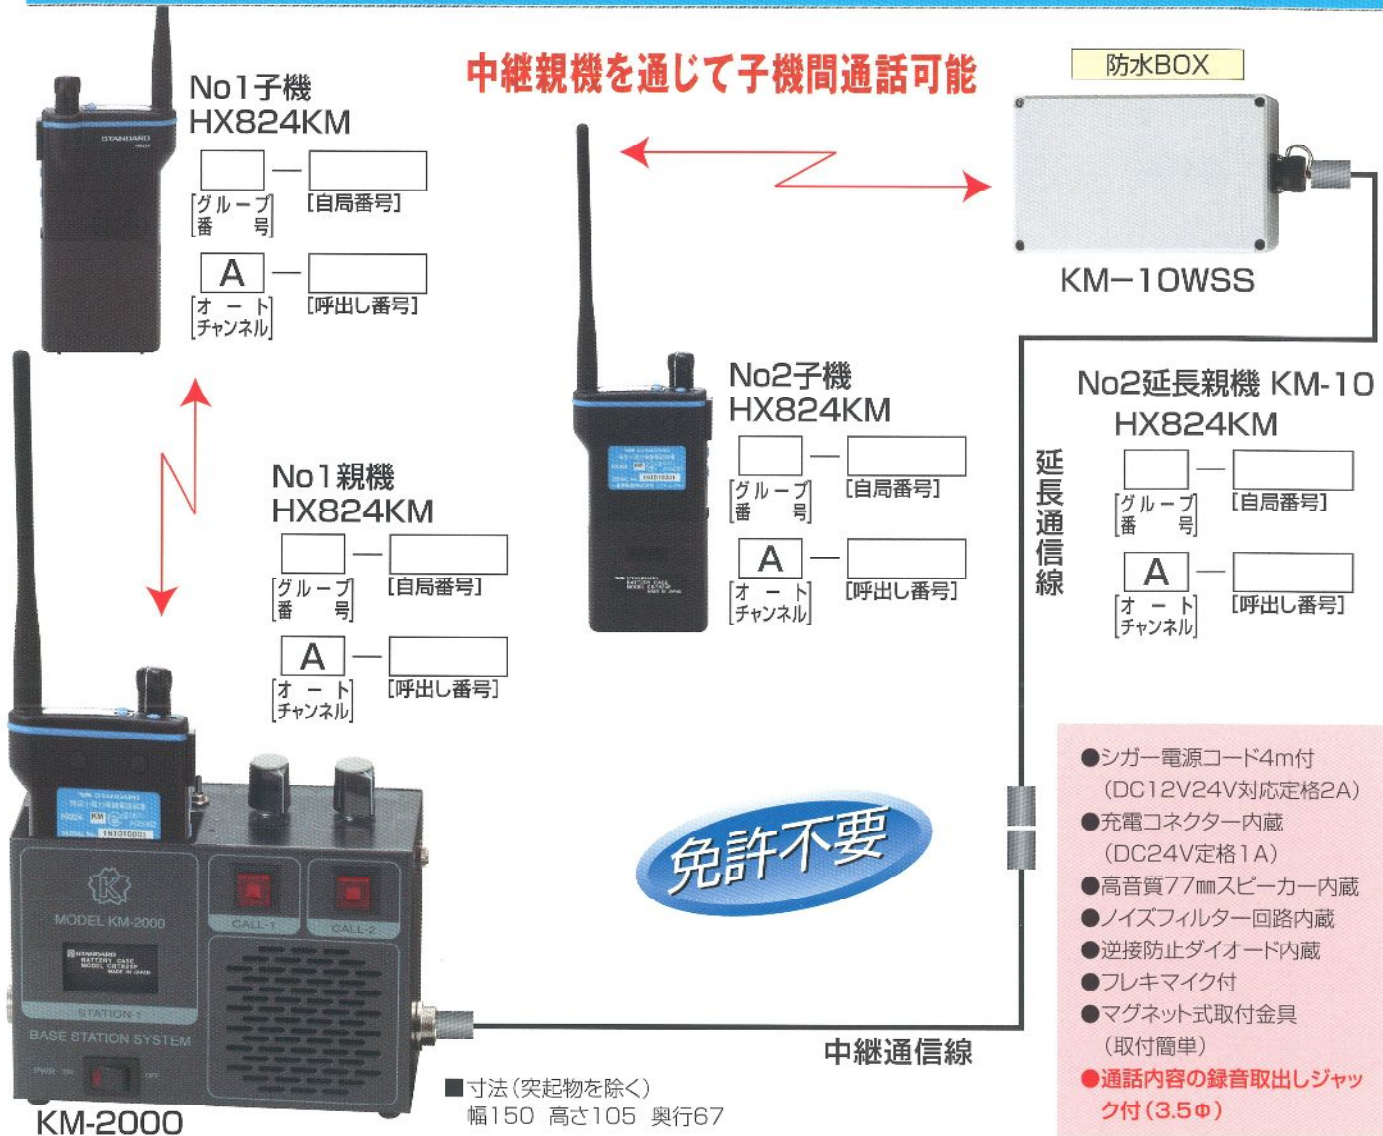 中継親機を通じて子機間通話可能
防水BOX
No1子機
HX824KM
[グループ番号]
[自局番号]
A
[オートチャンネル]
[呼出し番号]
STANDARD
KM-10WSS
No2子機
HX824KM
[グループ番号]
[自局番号]
A
[オートチャンネル]
[呼出し番号]
No2延長親機 KM-10
HX824KM
[グループ番号]
[自局番号]
A
[オートチャンネル]
[呼出し番号]
延長通信線
No1親機
HX824KM
[グループ番号]
[自局番号]
A
[オートチャンネル]
[呼出し番号]
免許不要
●シガー電源コード4m付
(DC12V24V対応定格2A)
●充電コネクター内蔵
(DC24V定格1A)
●高音質77㎜スピーカー内蔵
●ノイズフィルター回路内蔵
●逆接防止ダイオード内蔵
●フレキマイク付
●マグネット式取付金具
(取付簡単)
●通話内容の録音取出しジャッ
ク付(3.5Φ)
K
MODEL KM-2000
CALL-1
CALL-2
STANDARD
BATTERY CASE
MADE IN JAPAN
STATION 1
BASE STATION SYSTEM
PWR
OFF
KM-2000
中継通信線
■寸法(突起物を除く)
幅150 高さ105 奥行67